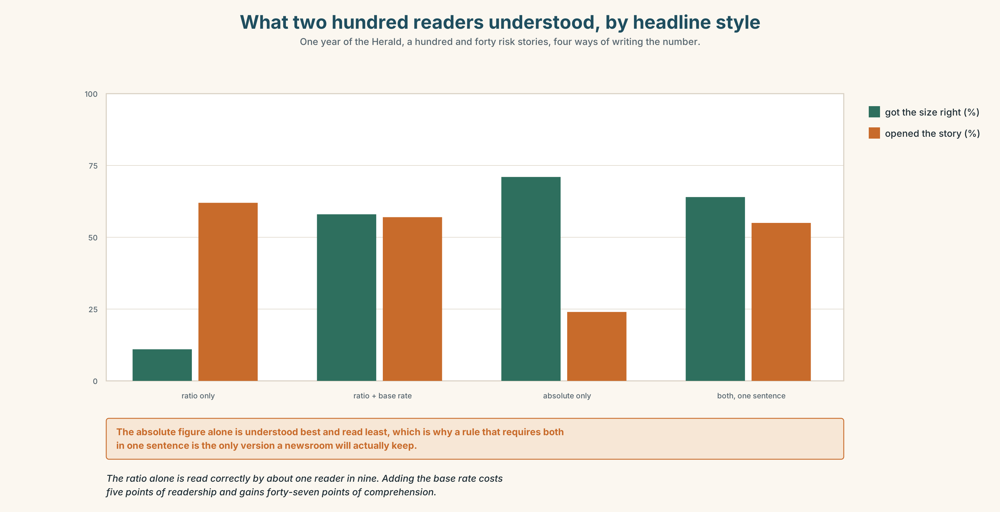 What two hundred readers understood, by headline style
One year of the Herald, a hundred and forty risk stories, four ways of writing the number.
100
75
50
25
0
got the size right (%)
opened the story (%)
ratio only
ratio + base rate
absolute only
both, one sentence
The absolute figure alone is understood best and read least, which is why a rule that requires both
in one sentence is the only version a newsroom will actually keep.
The ratio alone is read correctly by about one reader in nine. Adding the base rate costs
five points of readership and gains forty-seven points of comprehension.